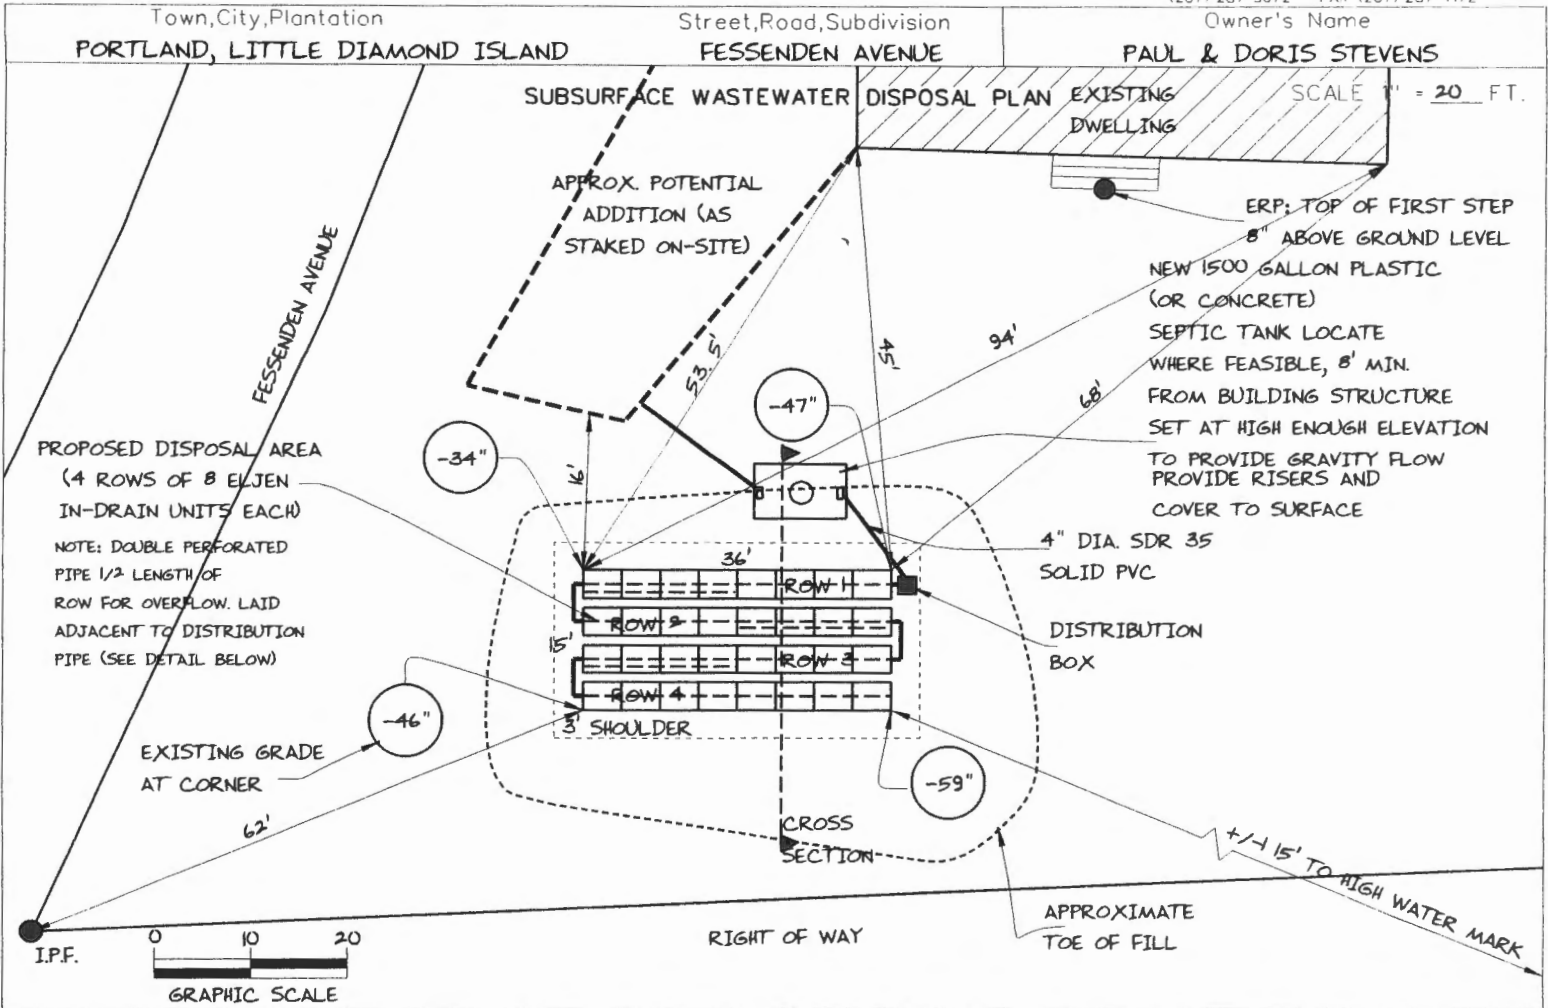 Town,City,Plantation
PORTLAND, LITTLE DIAMOND ISLAND
Street,Road,Subdivision
FESSENDEN AVENUE
Owner's Name
PAUL & DORIS STEVENS
SUBSURFACE WASTEWATER DISPOSAL PLAN
SCALE 1" = 20 FT.
EXISTING
DWELLING
APPROX. POTENTIAL
ADDITION (AS
STAKED ON-SITE)
FESSENDEN AVENUE
ERP: TOP OF FIRST STEP
8" ABOVE GROUND LEVEL
NEW 1500 GALLON PLASTIC
(OR CONCRETE)
SEPTIC TANK LOCATE
WHERE FEASIBLE, 8' MIN.
FROM BUILDING STRUCTURE
SET AT HIGH ENOUGH ELEVATION
TO PROVIDE GRAVITY FLOW
PROVIDE RISERS AND
COVER TO SURFACE
53.5'
45'
94'
68'
-47"
-34"
16'
PROPOSED DISPOSAL AREA
(4 ROWS OF 8 ELJEN
IN-DRAIN UNITS EACH)
NOTE: DOUBLE PERFORATED
PIPE 1/2 LENGTH OF
ROW FOR OVERFLOW. LAID
ADJACENT TO DISTRIBUTION
PIPE (SEE DETAIL BELOW)
4" DIA. SDR 35
SOLID PVC
36'
ROW 1
ROW 2
15'
ROW 3
ROW 4
3' SHOULDER
DISTRIBUTION
BOX
-46"
EXISTING GRADE
AT CORNER
-59"
62'
CROSS
SECTION
+/-115' TO HIGH WATER MARK
APPROXIMATE
TOE OF FILL
RIGHT OF WAY
I.P.F.
0 10 20
GRAPHIC SCALE